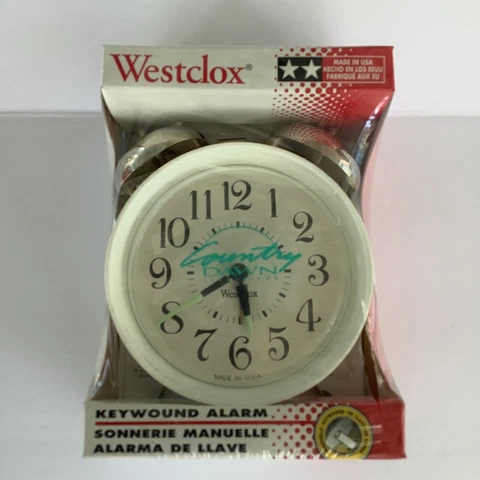 Westclox®
MADE IN USA
HECHO EN LOS EEUU
FABRIQUÉ AUX EU
12
11
1
10
2
Country
DAWN
9
3
Westclox
8
4
7
5
6
MADE IN U.S.A.
KEYWOUND ALARM
SONNERIE MANUELLE
ALARMA DE LLAVE